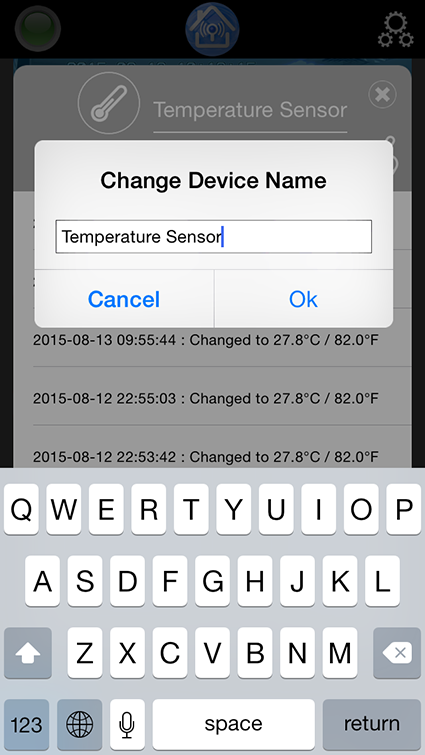 Temperature Sensor
Change Device Name
Temperature Sensor
Cancel
Ok
2015-08-13 09:55:44 : Changed to 27.8°C / 82.0°F
2015-08-12 22:55:03 : Changed to 27.8°C / 82.0°F
2015-08-12 22:53:42 : Changed to 27.8°C / 82.0°F
Q W E R T Y U I O P
A S D F G H J K L
Z X C V B N M
123 space return